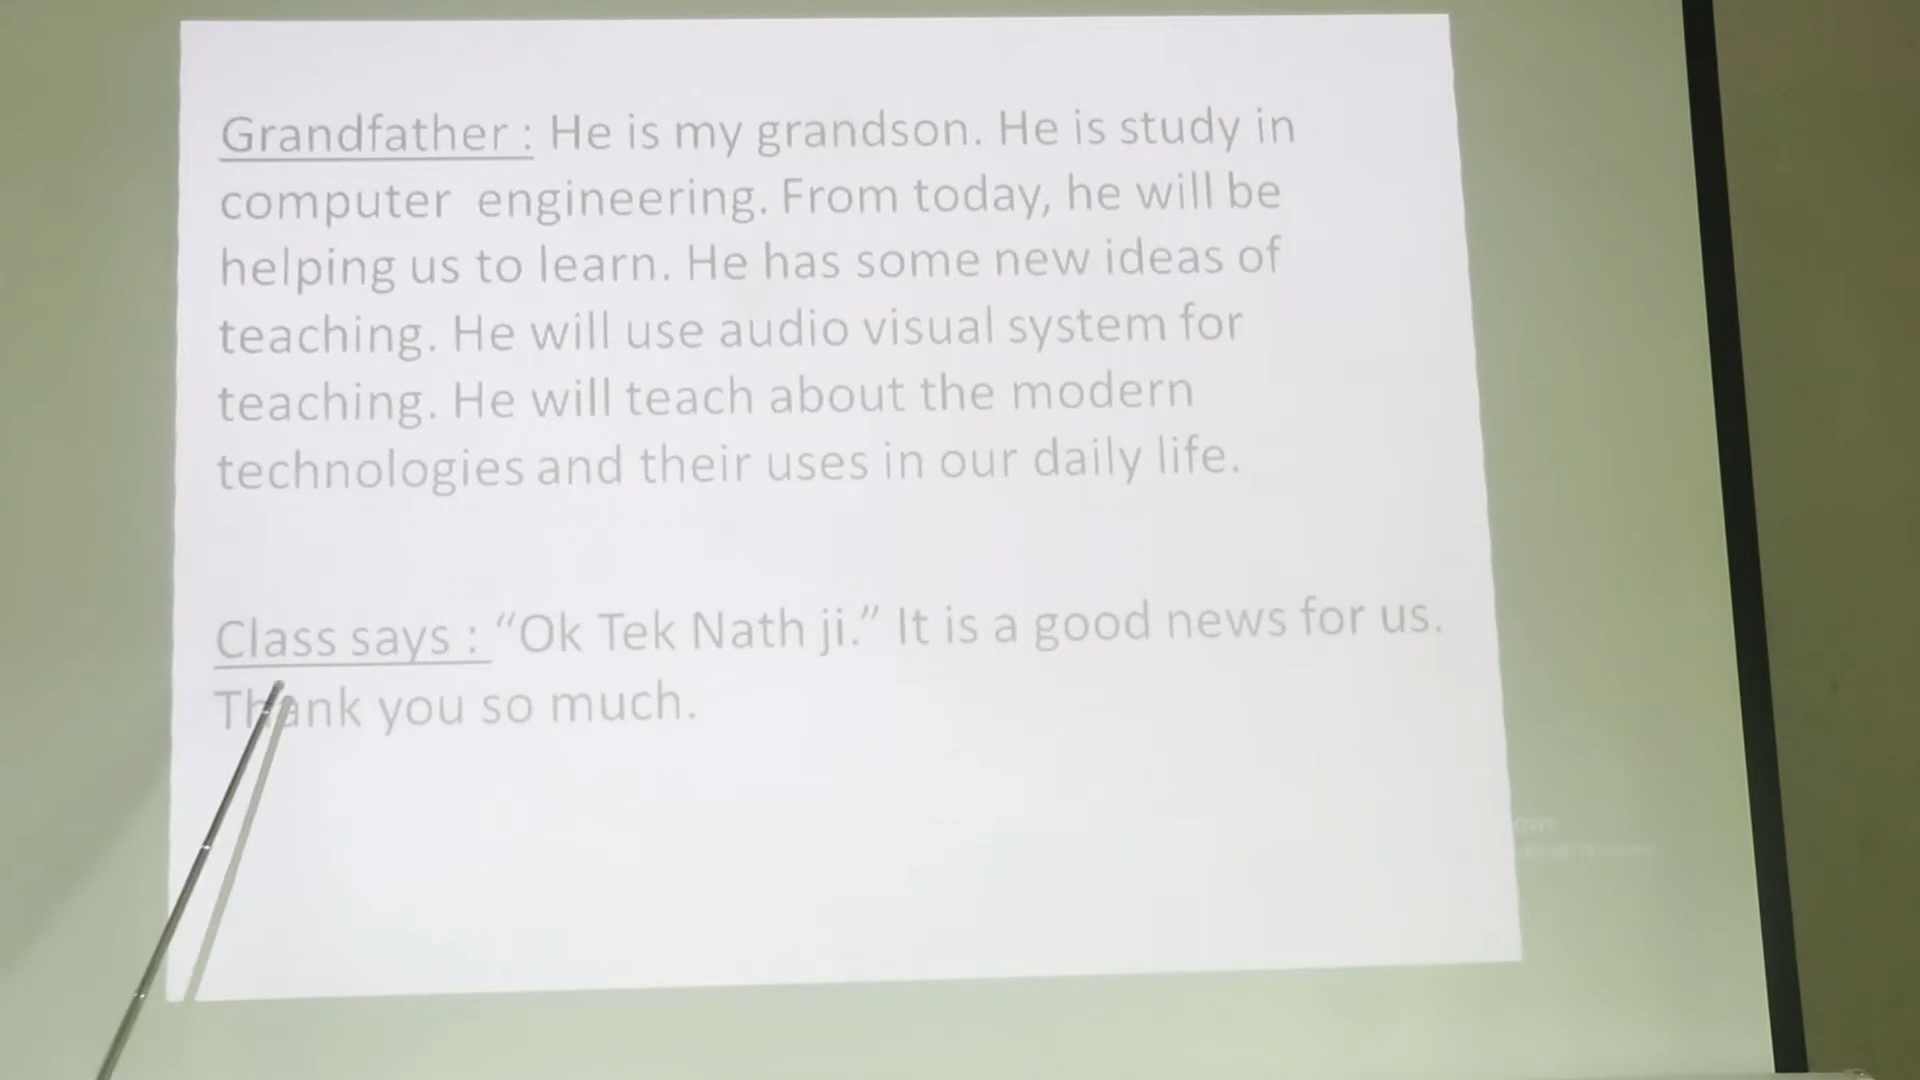 Grandfather : He is my grandson. He is study in
computer engineering. From today, he will be
helping us to learn. He has some new ideas of
teaching. He will use audio visual system for
teaching. He will teach about the modern
technologies and their uses in our daily life.
Class says : “Ok Tek Nath ji.” It is a good news for us.
Thank you so much.